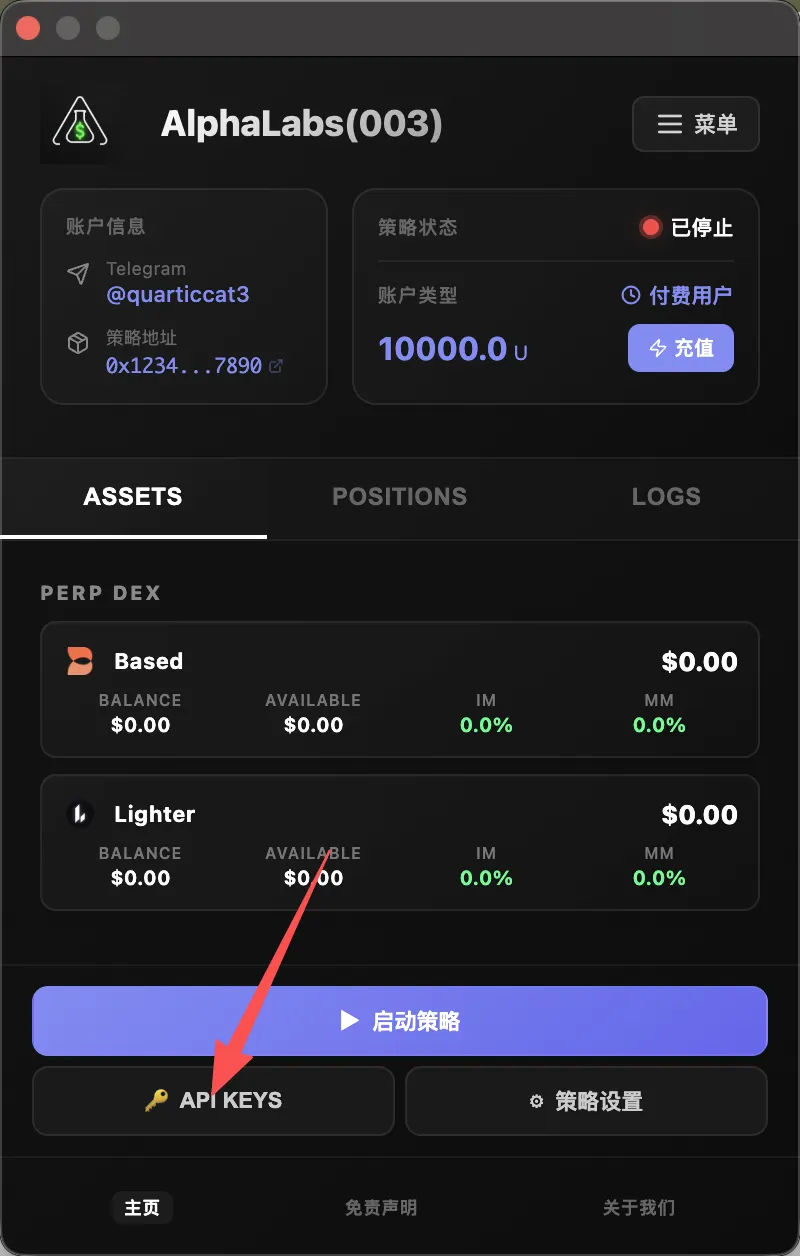 AlphaLabs(003)
菜单
账户信息
Telegram
@quarticcat3
策略地址
0x1234...7890
策略状态
已停止
账户类型
付费用户
10000.0 U
充值
ASSETS
POSITIONS
LOGS
PERP DEX
Based
$0.00
BALANCE
AVAILABLE
IM
MM
$0.00
$0.00
0.0%
0.0%
Lighter
$0.00
BALANCE
AVAILABLE
IM
MM
$0.00
$0.00
0.0%
0.0%
启动策略
API KEYS
策略设置
主页
免责声明
关于我们